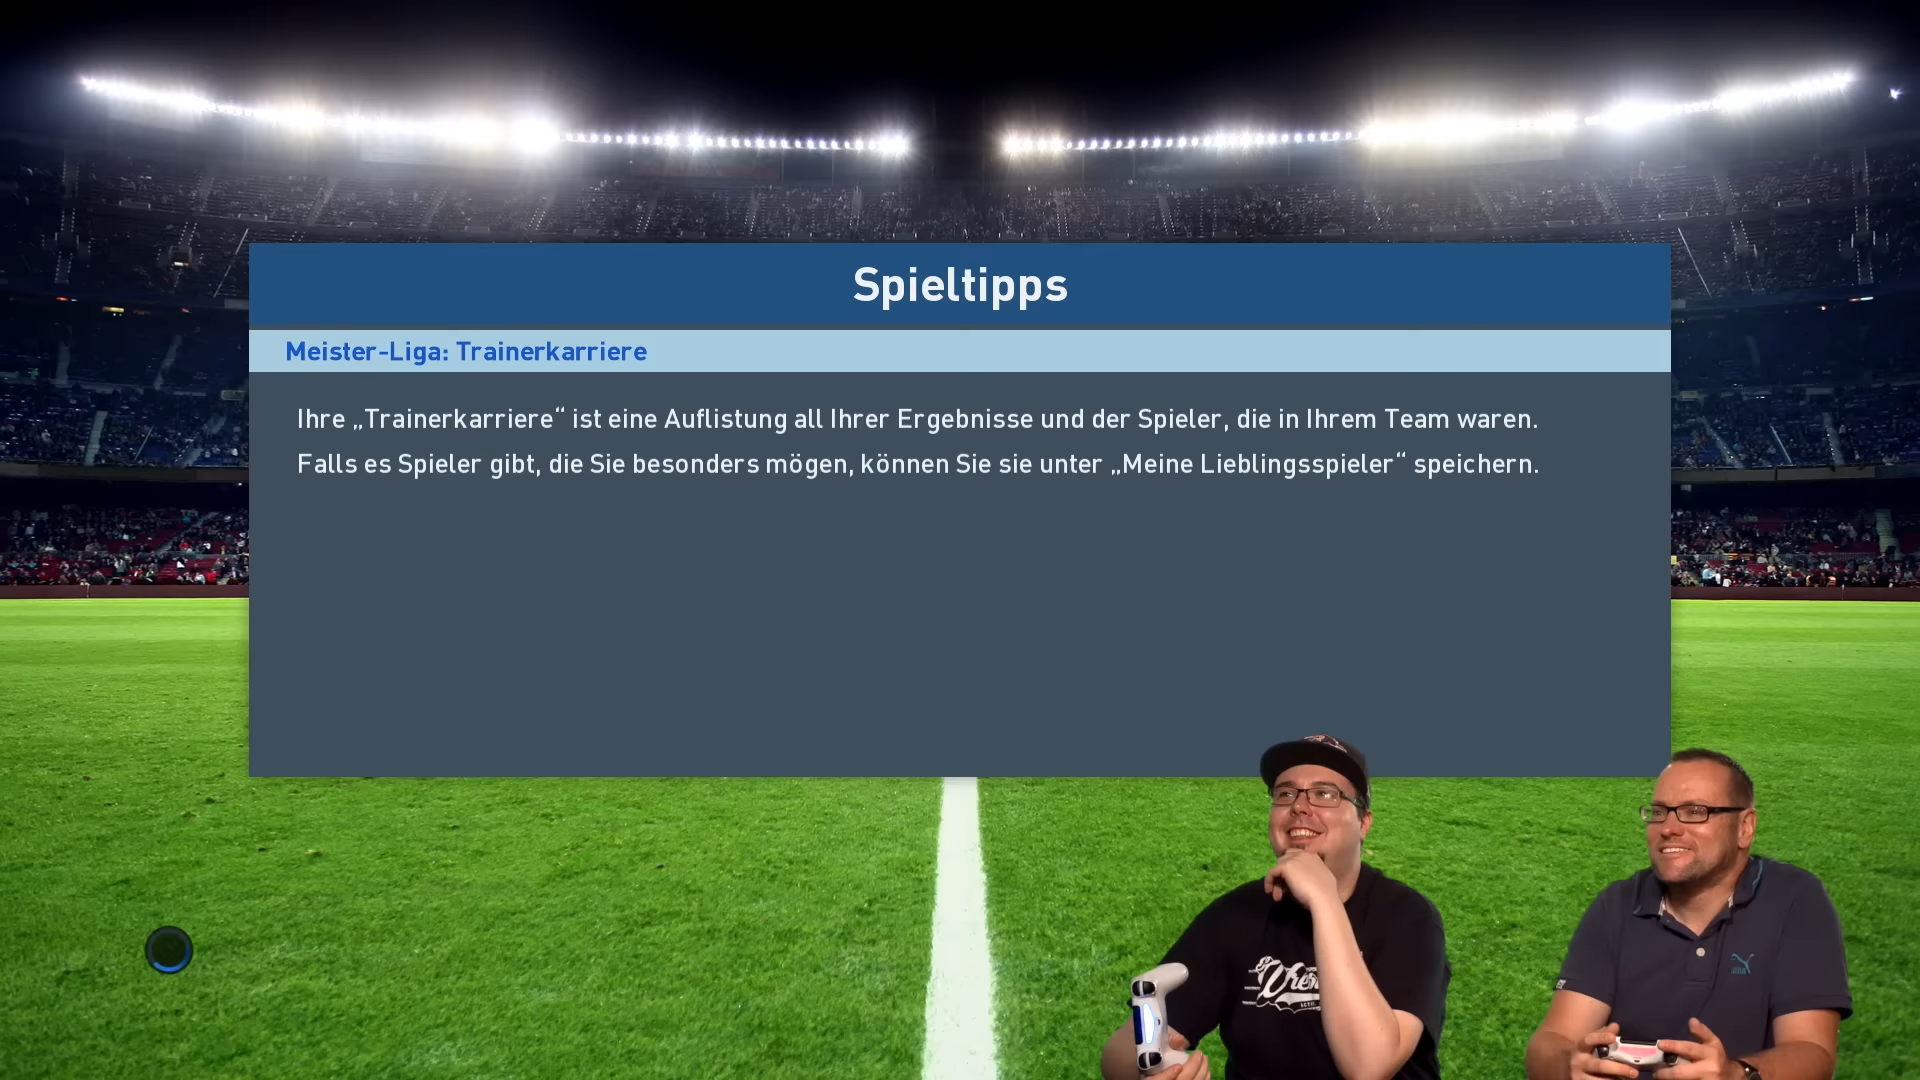 Spieltipps
Meister-Liga: Trainerkarriere
Ihre „Trainerkarriere“ ist eine Auflistung all Ihrer Ergebnisse und der Spieler, die in Ihrem Team waren.
Falls es Spieler gibt, die Sie besonders mögen, können Sie sie unter „Meine Lieblingsspieler“ speichern.